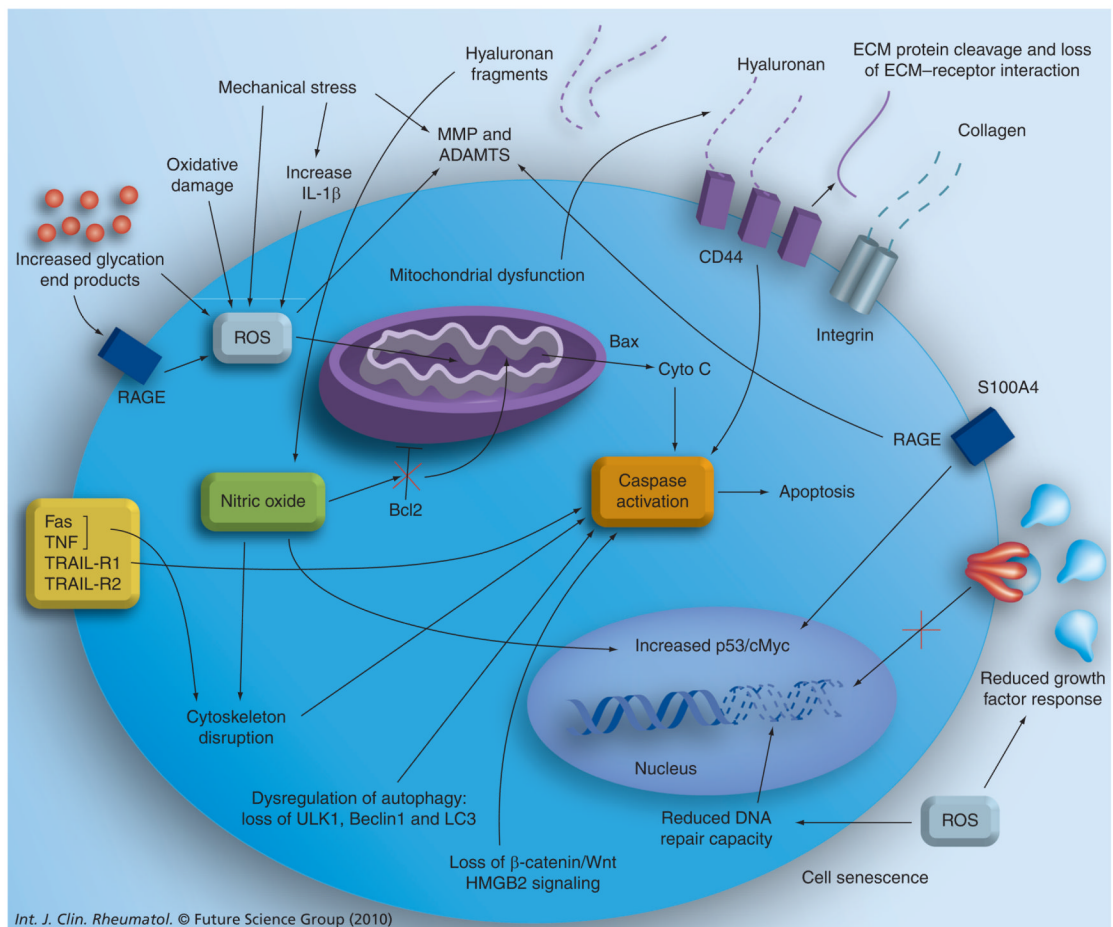 Hyaluronan
fragments
Hyaluronan
ECM protein cleavage and loss
of ECM–receptor interaction
Mechanical stress
MMP and
ADAMTS
Collagen
Oxidative
damage
Increase
IL-1β
Increased glycation
end products
Mitochondrial dysfunction
CD44
Integrin
ROS
Bax
Cyto C
RAGE
S100A4
RAGE
Nitric oxide
Bcl2
Caspase
activation
Apoptosis
Fas
TNF
TRAIL-R1
TRAIL-R2
Increased p53/cMyc
Reduced growth
factor response
Cytoskeleton
disruption
Nucleus
Dysregulation of autophagy:
loss of ULK1, Beclin1 and LC3
Reduced DNA
repair capacity
ROS
Loss of β-catenin/Wnt
HMGB2 signaling
Cell senescence
Int. J. Clin. Rheumatol. © Future Science Group (2010)